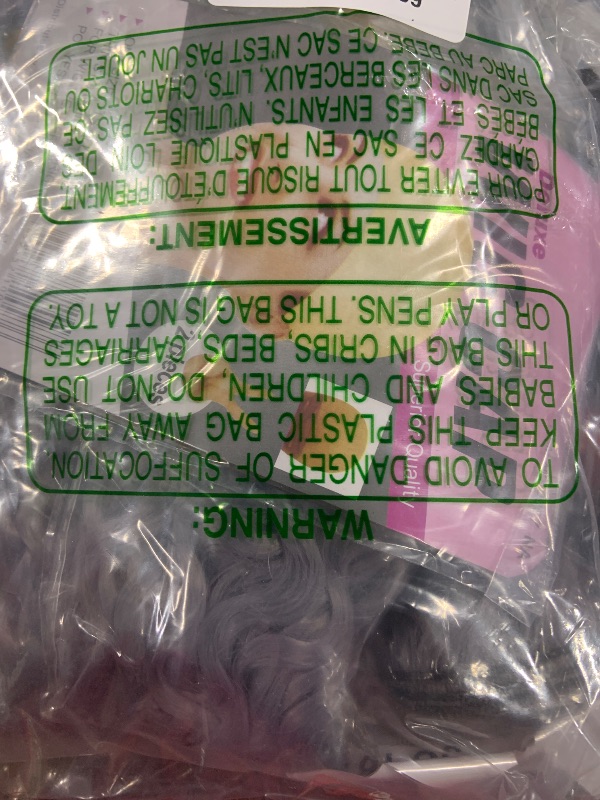 WARNING:
TO AVOID DANGER OF SUFFOCATION.
KEEP THIS PLASTIC BAG AWAY FROM
BABIES AND CHILDREN, DO NOT USE
THIS BAG IN CRIBS. BEDS. CARRIAGES
OR PLAY PENS. THIS BAG IS NOT A TOY.
AVERTISSEMENT:
POUR ÉVITER TOUT RISQUE D'ÉTOUFFEMENT.
GARDEZ CE SAC EN PLASTIQUE LOIN DES
BÉBÉS ET LES ENFANTS. N'UTILISEZ PAS CE
SAC DANS LES BERCEAUX, LITS, CHARIOTS OU
PARC AU BÉBÉ. CE SAC N'EST PAS UN JOUET.
Quality